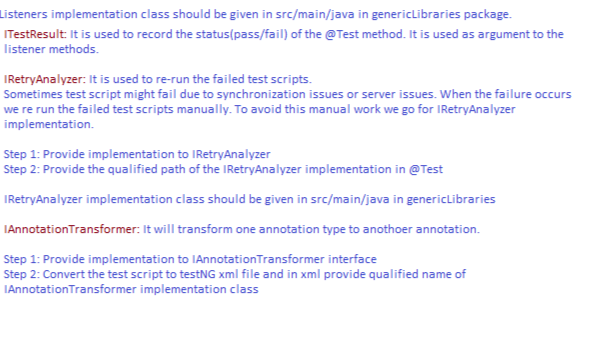 Listeners implementation class should be given in src/main/java in genericLibraries package.
ITestResult: It is used to record the status(pass/fail) of the @Test method. It is used as argument to the
listener methods.
IRetryAnalyzer: It is used to re-run the failed test scripts.
Sometimes test script might fail due to synchronization issues or server issues. When the failure occurs
we re run the failed test scripts manually. To avoid this manual work we go for IRetryAnalyzer
implementation.
Step 1: Provide implementation to IRetryAnalyzer
Step 2: Provide the qualified path of the IRetryAnalyzer implementation in @Test
IRetryAnalyzer implementation class should be given in src/main/java in genericLibraries
IAnnotationTransformer: It will transform one annotation type to anothoer annotation.
Step 1: Provide implementation to IAnnotationTransformer interface
Step 2: Convert the test script to testNG xml file and in xml provide qualified name of
IAnnotationTransformer implementation class